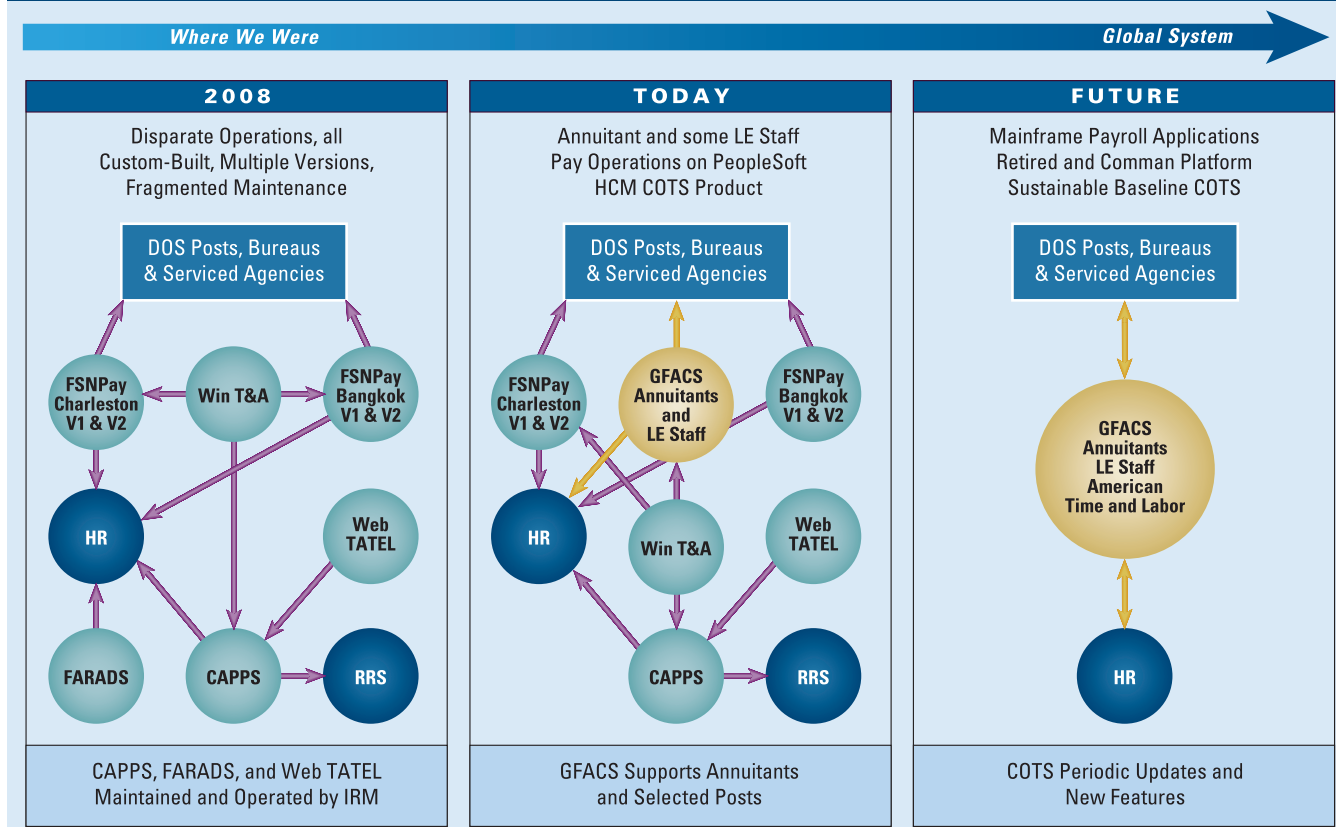 Where We Were
Global System
2008
Disparate Operations, all
Custom-Built, Multiple Versions,
Fragmented Maintenance
DOS Posts, Bureaus
& Serviced Agencies
FSNPay
Charleston
V1 & V2
Win T&A
FSNPay
Bangkok
V1 & V2
HR
Web
TATEL
FARADS
CAPPS
RRS
CAPPS, FARADS, and Web TATEL
Maintained and Operated by IRM
TODAY
Annuitant and some LE Staff
Pay Operations on PeopleSoft
HCM COTS Product
DOS Posts, Bureaus
& Serviced Agencies
FSNPay
Charleston
V1 & V2
GFACS
Annuitants
and
LE Staff
FSNPay
Bangkok
V1 & V2
HR
Win T&A
Web
TATEL
CAPPS
RRS
GFACS Supports Annuitants
and Selected Posts
FUTURE
Mainframe Payroll Applications
Retired and Comman Platform
Sustainable Baseline COTS
DOS Posts, Bureaus
& Serviced Agencies
GFACS
Annuitants
LE Staff
American
Time and Labor
HR
COTS Periodic Updates and
New Features